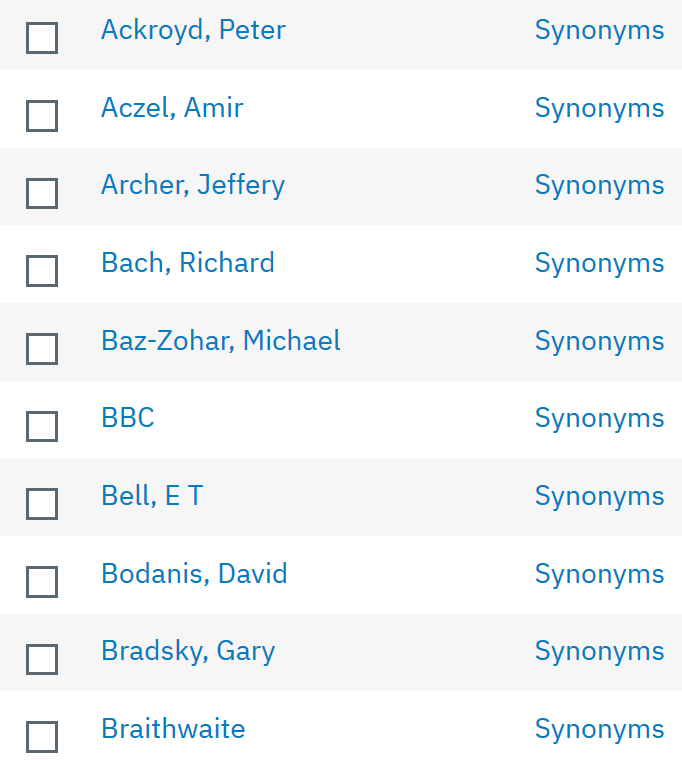 Ackroyd, Peter Synonyms
Aczel, Amir Synonyms
Archer, Jeffery Synonyms
Bach, Richard Synonyms
Baz-Zohar, Michael Synonyms
BBC Synonyms
Bell, E T Synonyms
Bodanis, David Synonyms
Bradsky, Gary Synonyms
Braithwaite Synonyms